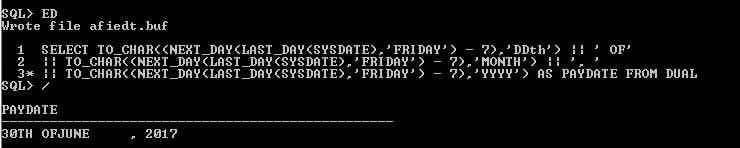 SQL> ED
Wrote file afiedt.buf
1 SELECT TO_CHAR((NEXT_DAY(LAST_DAY(SYSDATE),'FRIDAY') - 7),'DDth') || ' OF'
2 || TO_CHAR((NEXT_DAY(LAST_DAY(SYSDATE),'FRIDAY') - 7),'MONTH') || ', '
3* || TO_CHAR((NEXT_DAY(LAST_DAY(SYSDATE),'FRIDAY') - 7),'YYYY') AS PAYDATE FROM DUAL
SQL> /
PAYDATE
--------------------------------------------------
30TH OFJUNE     , 2017